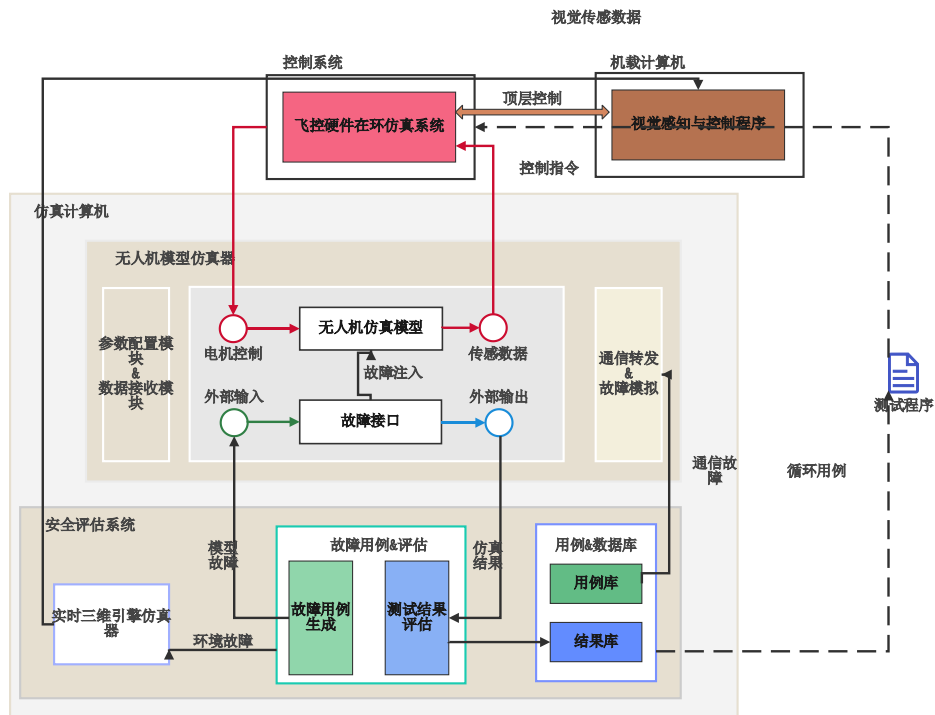 视觉传感数据
控制系统
机载计算机
顶层控制
飞控硬件在环仿真系统
视觉感知与控制程序
控制指令
仿真计算机
无人机模型仿真器
无人机仿真模型
参数配置模
块
&
数据接收模
块
电机控制
传感数据
通信转发
&
故障模拟
故障注入
外部输入
外部输出
测试程序
故障接口
通信故
障
循环用例
安全评估系统
模型
故障
故障用例&评估
仿真
结果
用例&数据库
用例库
实时三维引擎仿真
器
故障用例
生成
测试结果
评估
结果库
环境故障